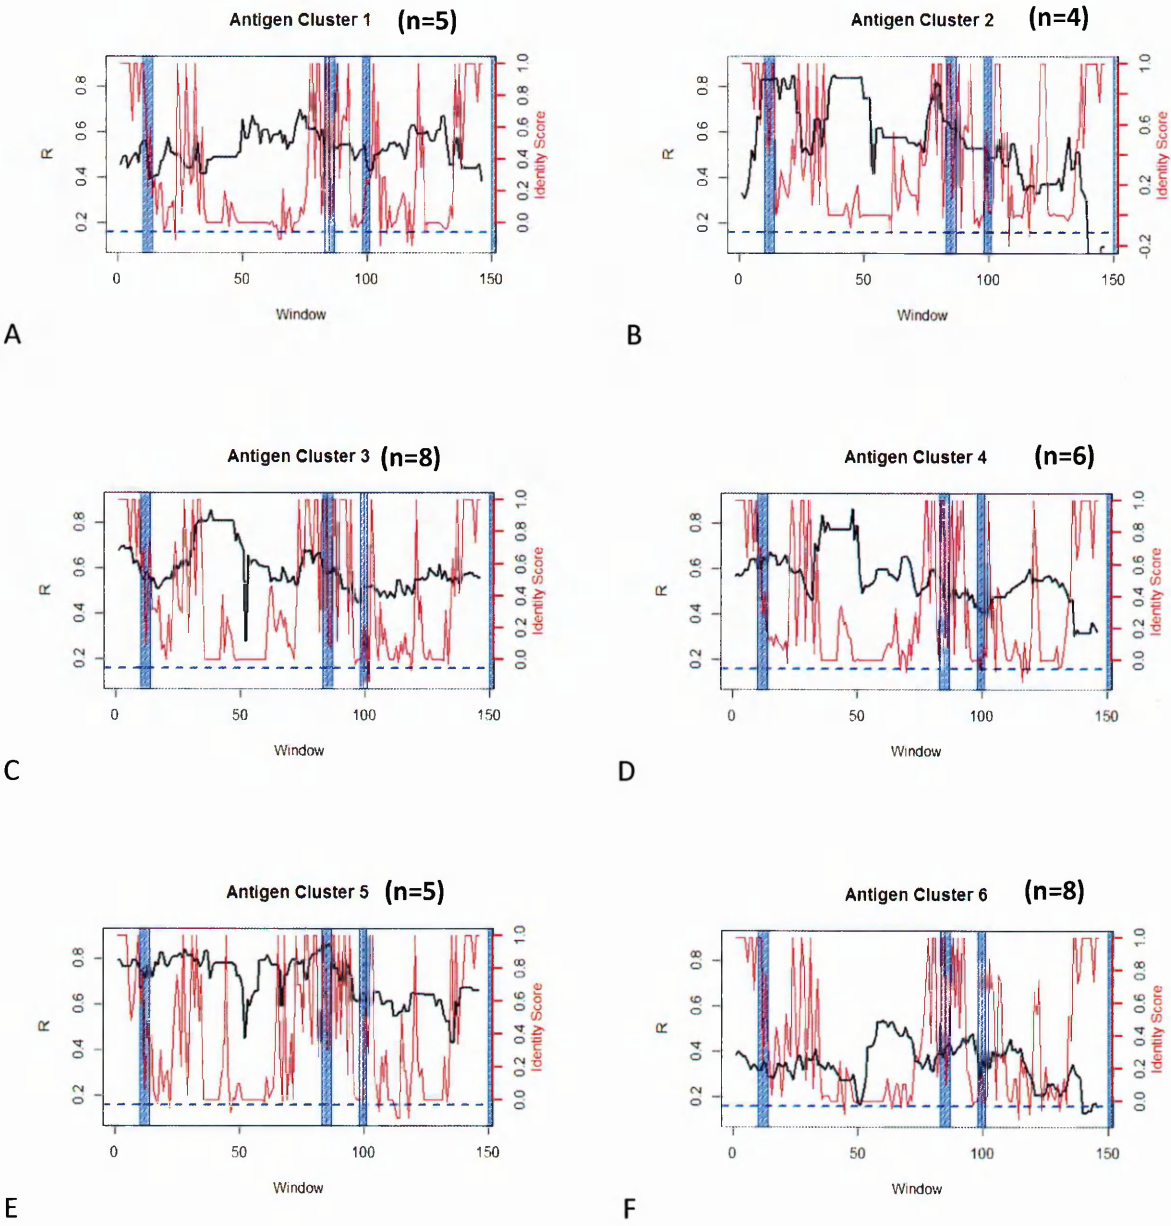 Antigen Cluster 1 (n=5)
R
0.2 0.4 0.6 0.8
0.0 0.2 0.4 0.6 0.8 1.0
Identity Score
0 50 100 150
Window
A
Antigen Cluster 2 (n=4)
R
0.2 0.4 0.6 0.8
-0.2 0.2 0.6 1.0
Identity Score
0 50 100 150
Window
B
Antigen Cluster 3 (n=8)
R
0.2 0.4 0.6 0.8
0.0 0.2 0.4 0.6 0.8 1.0
Identity Score
0 50 100 150
Window
C
Antigen Cluster 4 (n=6)
R
0.2 0.4 0.6 0.8
0.0 0.2 0.4 0.6 0.8 1.0
Identity Score
0 50 100 150
Window
D
Antigen Cluster 5 (n=5)
R
0.2 0.4 0.6 0.8
0.0 0.2 0.4 0.6 0.8 1.0
Identity Score
0 50 100 150
Window
E
Antigen Cluster 6 (n=8)
R
0.2 0.4 0.6 0.8
0.0 0.2 0.4 0.6 0.8 1.0
Identity Score
0 50 100 150
Window
F